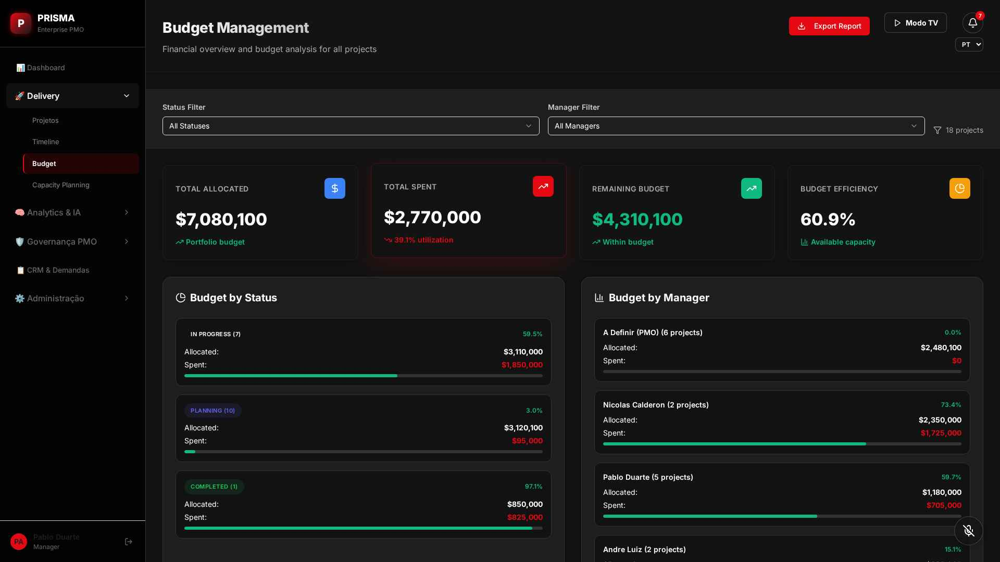 P
PRISMA
Enterprise PMO
📊 Dashboard
🚀 Delivery
Projetos
Timeline
Budget
Capacity Planning
🧠 Analytics & IA
🛡️ Governança PMO
📋 CRM & Demandas
⚙️ Administração
PA
Pablo Duarte
Manager
Budget Management
Financial overview and budget analysis for all projects
Export Report
Modo TV
7
PT
Status Filter
All Statuses
Manager Filter
All Managers
18 projects
TOTAL ALLOCATED
$7,080,100
Portfolio budget
TOTAL SPENT
$2,770,000
39.1% utilization
REMAINING BUDGET
$4,310,100
Within budget
BUDGET EFFICIENCY
60.9%
Available capacity
Budget by Status
IN PROGRESS (7) 59.5%
Allocated: $3,110,000
Spent: $1,850,000
PLANNING (10) 3.0%
Allocated: $3,120,100
Spent: $95,000
COMPLETED (1) 97.1%
Allocated: $850,000
Spent: $825,000
Budget by Manager
A Definir (PMO) (6 projects) 0.0%
Allocated: $2,480,100
Spent: $0
Nicolas Calderon (2 projects) 73.4%
Allocated: $2,350,000
Spent: $1,725,000
Pablo Duarte (5 projects) 59.7%
Allocated: $1,180,000
Spent: $705,000
Andre Luiz (2 projects) 15.1%